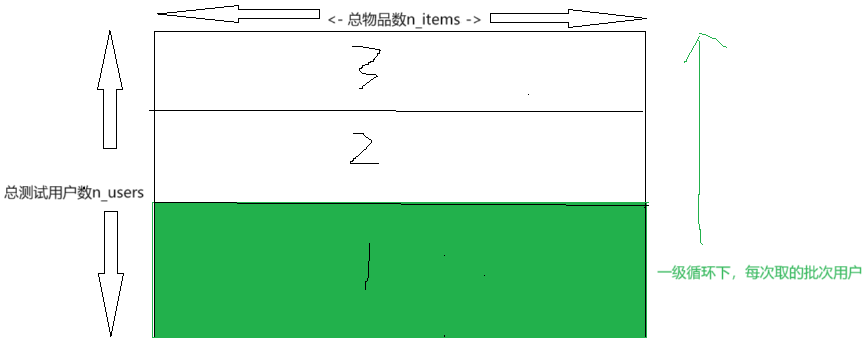 <- 总物品数n_items ->
3
2
总测试用户数n_users
1
一级循环下，每次取的批次用户